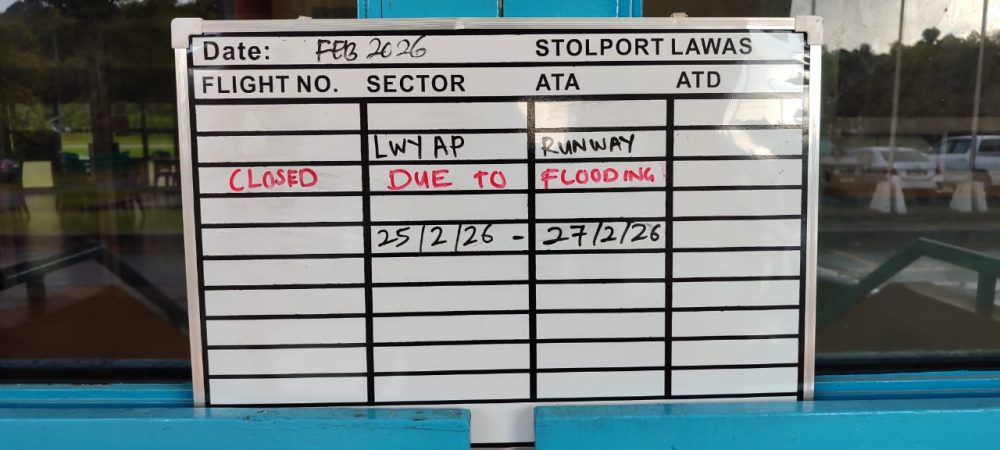 Date: FEB 2026 STOLPORT LAWAS
FLIGHT NO. SECTOR ATA ATD
LWY AP RUNWAY
CLOSED DUE TO FLOODING
25/2/26 - 27/2/26